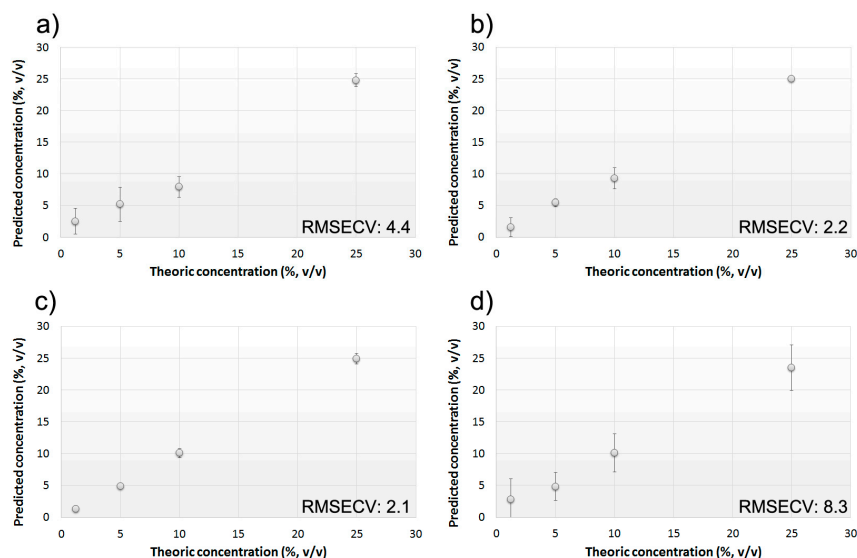 a)
30
25
20
15
10
5
0
Predicted concentration (%, v/v)
RMSECV: 4.4
0 5 10 15 20 25 30
Theoric concentration (%, v/v)
b)
30
25
20
15
10
5
0
Predicted concentration (%, v/v)
RMSECV: 2.2
0 5 10 15 20 25 30
Theoric concentration (%, v/v)
c)
30
25
20
15
10
5
0
Predicted concentration (%, v/v)
RMSECV: 2.1
0 5 10 15 20 25 30
Theoric concentration (%, v/v)
d)
30
25
20
15
10
5
0
Predicted concentration (%, v/v)
RMSECV: 8.3
0 5 10 15 20 25 30
Theoric concentration (%, v/v)